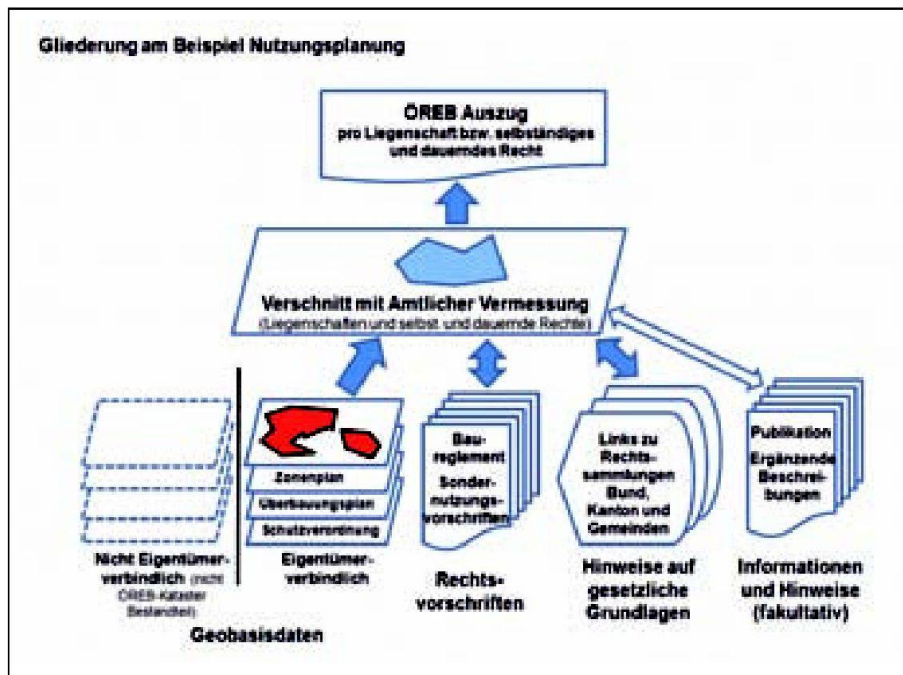 Gliederung am Beispiel Nutzungsplanung
ÖREB Auszug
pro Liegenschaft bzw. selbständiges
und dauerndes Recht
Verschnitt mit Amtlicher Vermessung
(Liegenschaften und selbst. und dauernde Rechte)
Zonenplan
Überbauungsplan
Schutzverordnung
Nicht Eigentümer-
verbindlich (nicht
ÖREB-Kataster
Bestandteil)
Eigentümer-
verbindlich
Geobasisdaten
Bau-
reglement
Sonder-
nutzungs-
vorschriften
Rechts-
vorschriften
Links zu
Rechts-
sammlungen
Bund,
Kanton und
Gemeinden
Hinweise auf
gesetzliche
Grundlagen
Publikation
Ergänzende
Beschrei-
bungen
Informationen
und Hinweise
(fakultativ)